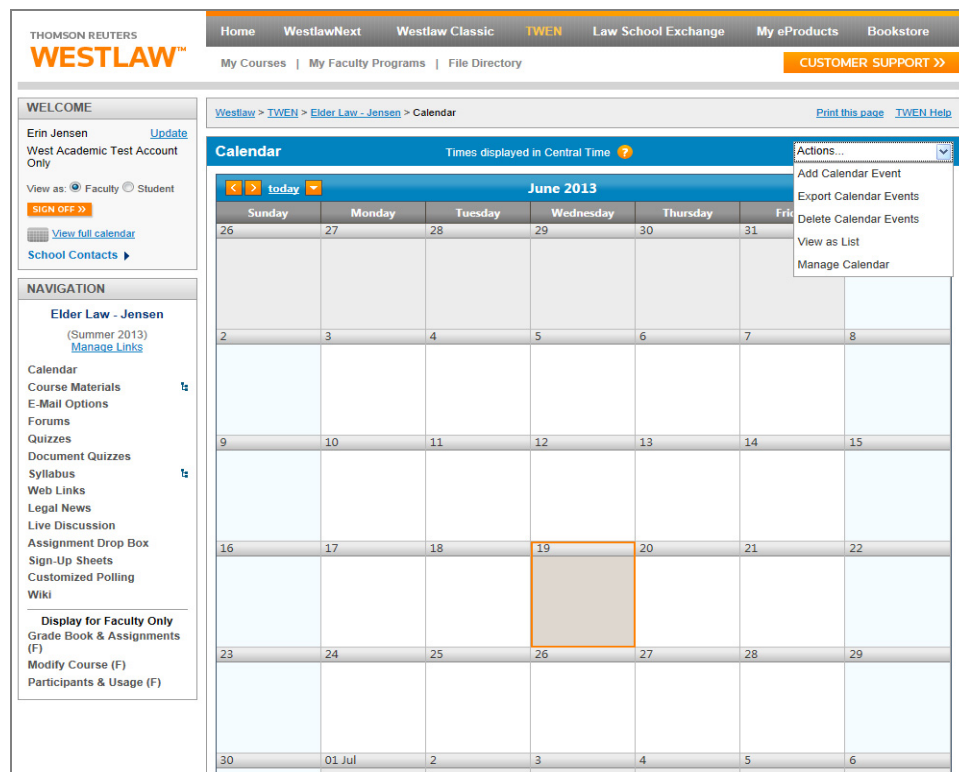 THOMSON REUTERS
WESTLAW™
Home WestlawNext Westlaw Classic TWEN Law School Exchange My eProducts Bookstore
My Courses | My Faculty Programs | File Directory
CUSTOMER SUPPORT »
WELCOME
Erin Jensen Update
West Academic Test Account
Only
View as: Faculty Student
SIGN OFF »
View full calendar
School Contacts
NAVIGATION
Elder Law - Jensen
(Summer 2013)
Manage Links
Calendar
Course Materials
E-Mail Options
Forums
Quizzes
Document Quizzes
Syllabus
Web Links
Legal News
Live Discussion
Assignment Drop Box
Sign-Up Sheets
Customized Polling
Wiki
Display for Faculty Only
Grade Book & Assignments
(F)
Modify Course (F)
Participants & Usage (F)
Westlaw > TWEN > Elder Law - Jensen > Calendar Print this page TWEN Help
Calendar Times displayed in Central Time ?
Actions...
Add Calendar Event
Export Calendar Events
Delete Calendar Events
View as List
Manage Calendar
< > today June 2013
Sunday Monday Tuesday Wednesday Thursday Fri
26 27 28 29 30 31
2 3 4 5 6 7 8
9 10 11 12 13 14 15
16 17 18 19 20 21 22
23 24 25 26 27 28 29
30 01 Jul 2 3 4 5 6